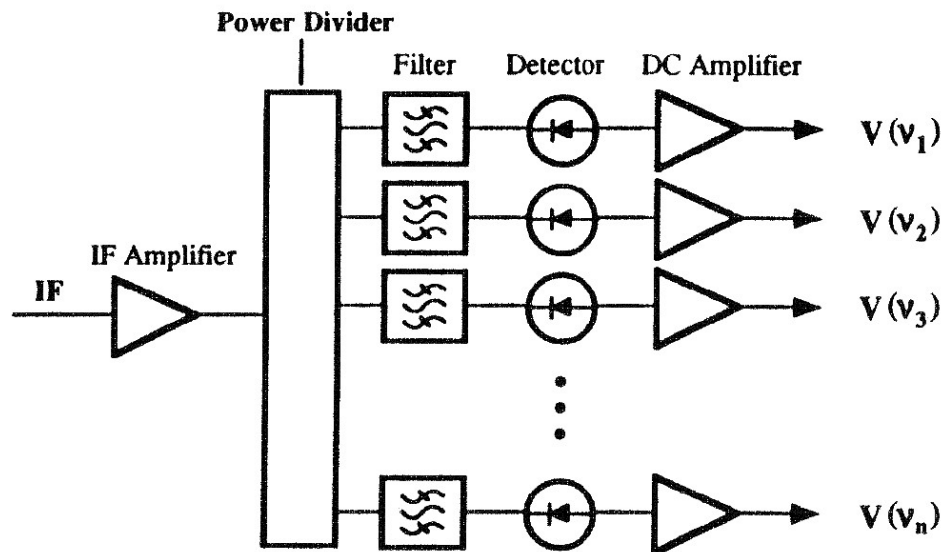 Power Divider
Filter Detector DC Amplifier
V(ν₁)
V(ν₂)
IF Amplifier
IF
V(ν₃)
V(νₙ)